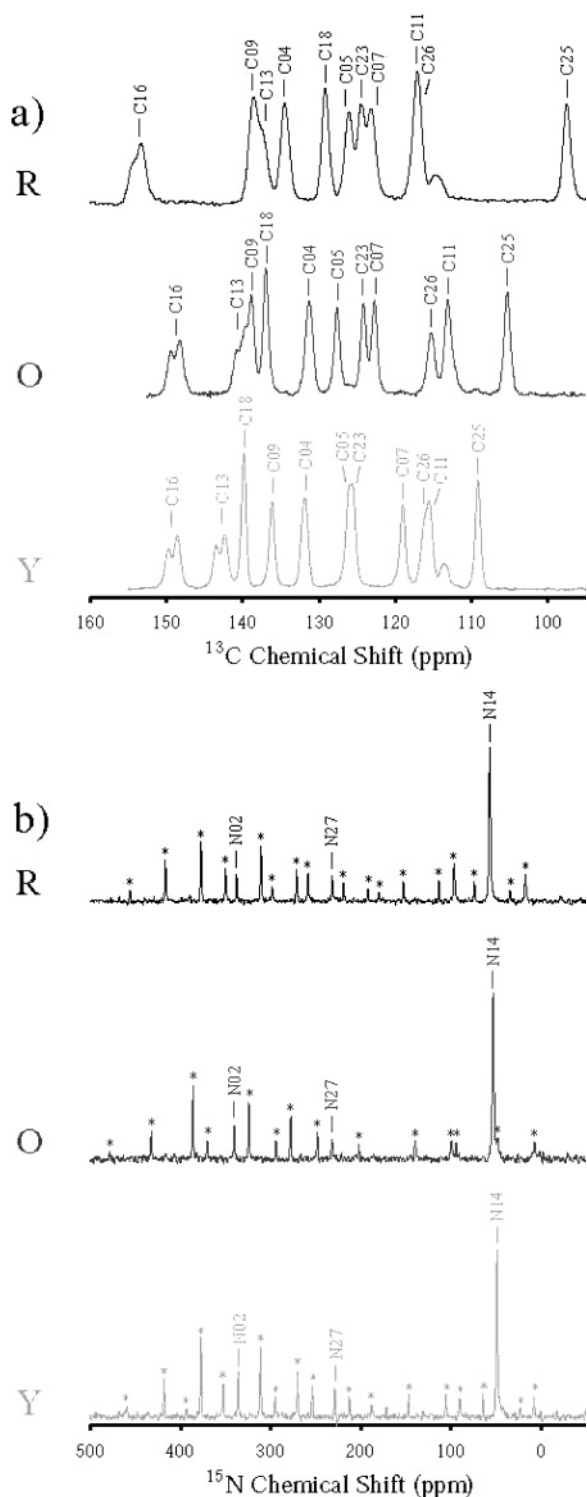 a)
C16 C09 C13 C04 C18 C05 C23 C07 C11 C26 C25
R
C16 C13 C09 C18 C04 C05 C23 C07 C26 C11 C25
O
C16 C13 C18 C09 C04 C05 C23 C07 C26 C11 C25
Y
160 150 140 130 120 110 100
13C Chemical Shift (ppm)
b)
N02 N27 N14
* * * * * * * * * * * * * * * * *
R
N02 N27 N14
* * * * * * * * * * * * * *
O
N02 N27 N14
* * * * * * * * * * * * * * * * *
Y
500 400 300 200 100 0
15N Chemical Shift (ppm)